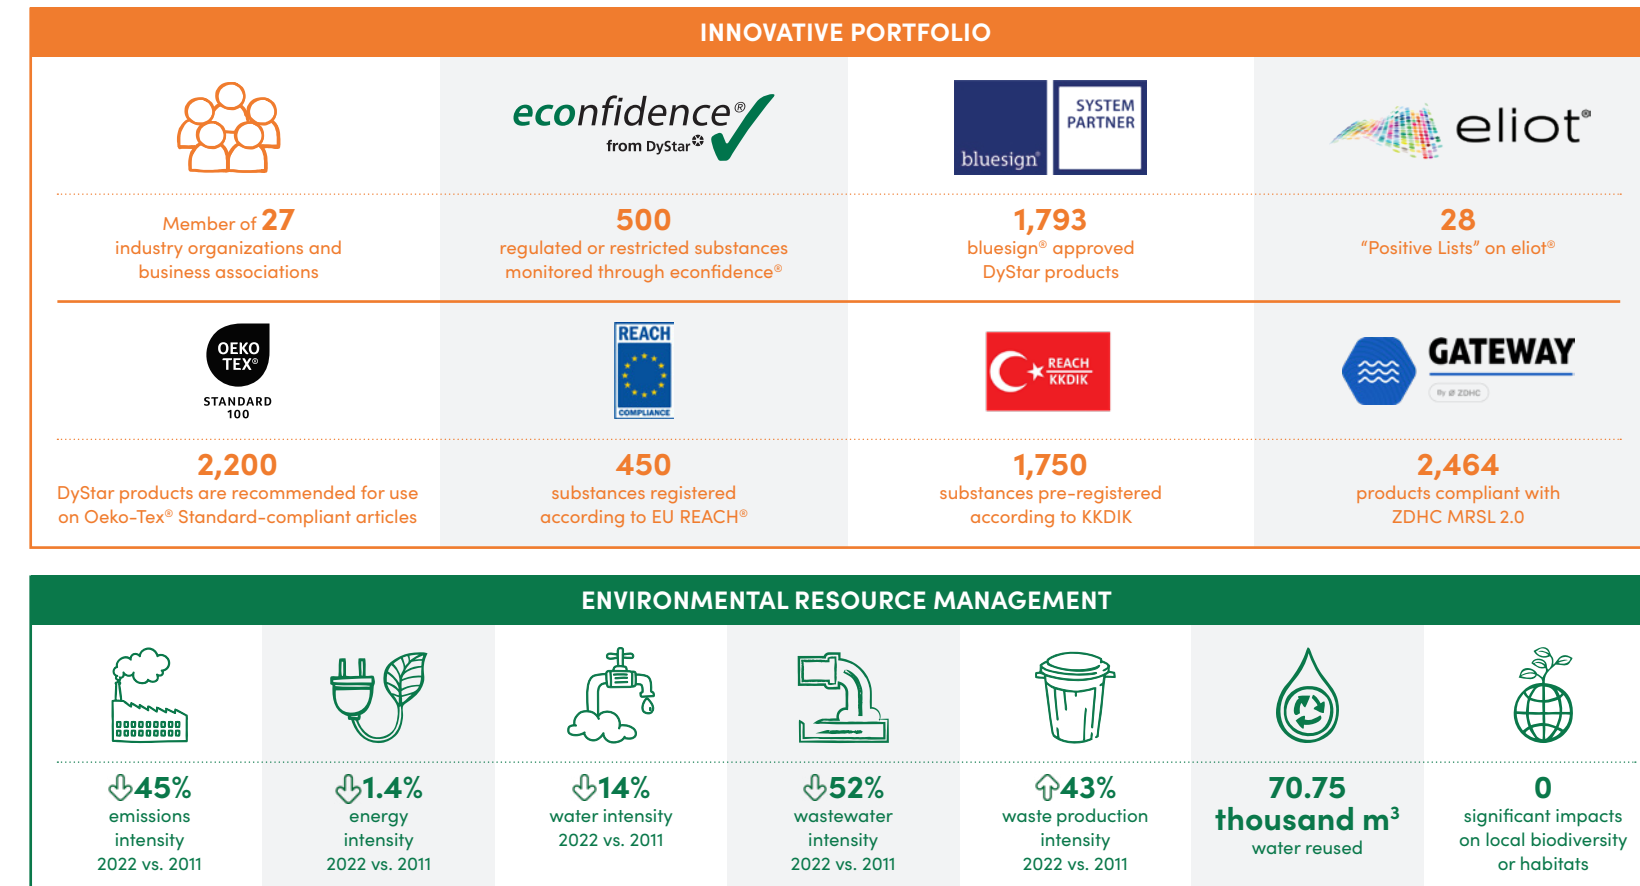 INNOVATIVE PORTFOLIO
econfidence®
from DyStar
bluesign®
SYSTEM
PARTNER
eliot®
Member of 27
industry organizations and
business associations
500
regulated or restricted substances
monitored through econfidence®
1,793
bluesign® approved
DyStar products
28
“Positive Lists” on eliot®
OEKO
TEX®
STANDARD
100
REACH
COMPLIANCE
REACH
KKDIK
GATEWAY
By ZDHC
2,200
DyStar products are recommended for use
on Oeko-Tex® Standard-compliant articles
450
substances registered
according to EU REACH®
1,750
substances pre-registered
according to KKDIK
2,464
products compliant with
ZDHC MRSL 2.0
ENVIRONMENTAL RESOURCE MANAGEMENT
45%
emissions
intensity
2022 vs. 2011
1.4%
energy
intensity
2022 vs. 2011
14%
water intensity
2022 vs. 2011
52%
wastewater
intensity
2022 vs. 2011
43%
waste production
intensity
2022 vs. 2011
70.75
thousand m³
water reused
0
significant impacts
on local biodiversity
or habitats